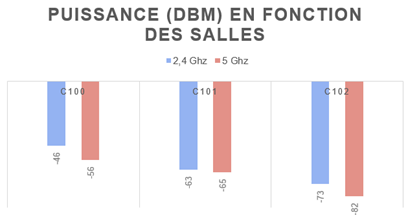 PUISSANCE (DBM) EN FONCTION
DES SALLES
2,4 Ghz 5 Ghz
C100 C101 C102
-46 -56 -63 -65 -73 -82